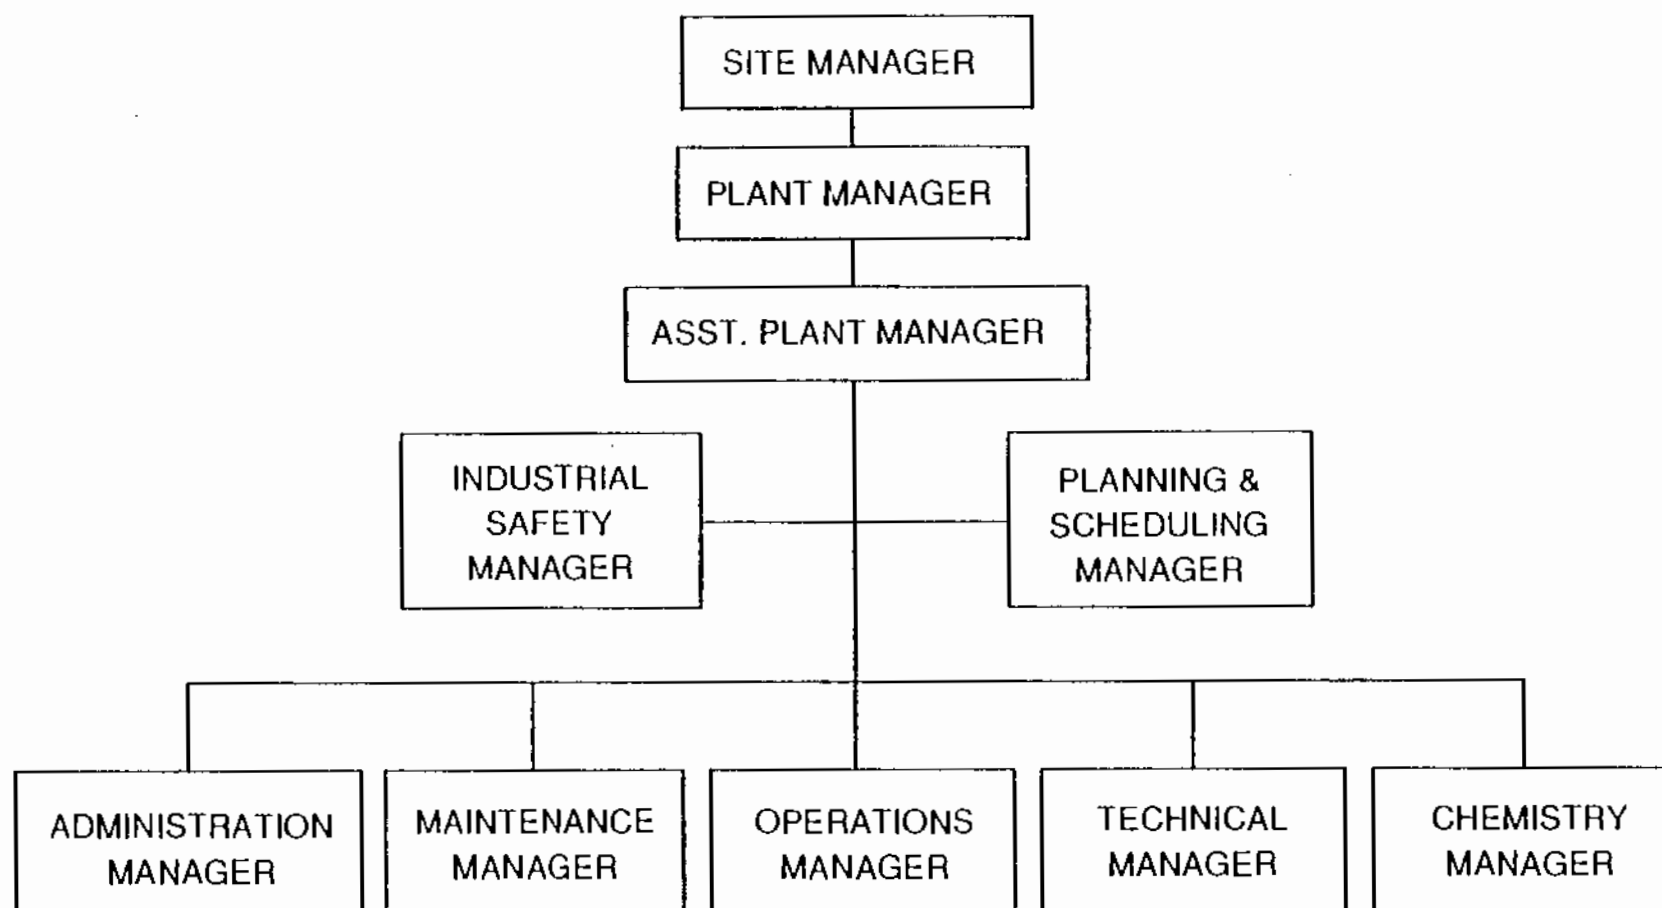 SITE MANAGER
PLANT MANAGER
ASST. PLANT MANAGER
INDUSTRIAL
SAFETY
MANAGER
PLANNING &
SCHEDULING
MANAGER
ADMINISTRATION
MANAGER
MAINTENANCE
MANAGER
OPERATIONS
MANAGER
TECHNICAL
MANAGER
CHEMISTRY
MANAGER